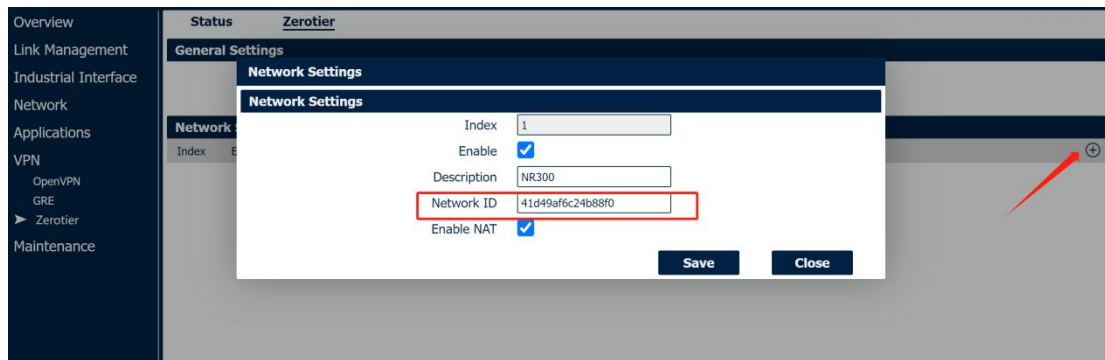 Overview
Link Management
Industrial Interface
Network
Applications
VPN
OpenVPN
GRE
➤ Zerotier
Maintenance
Status Zerotier
General Settings
Network Settings
Network Settings
Index 1
Enable
Description NR300
Network ID 41d49af6c24b88f0
Enable NAT
Save Close
Network
Index